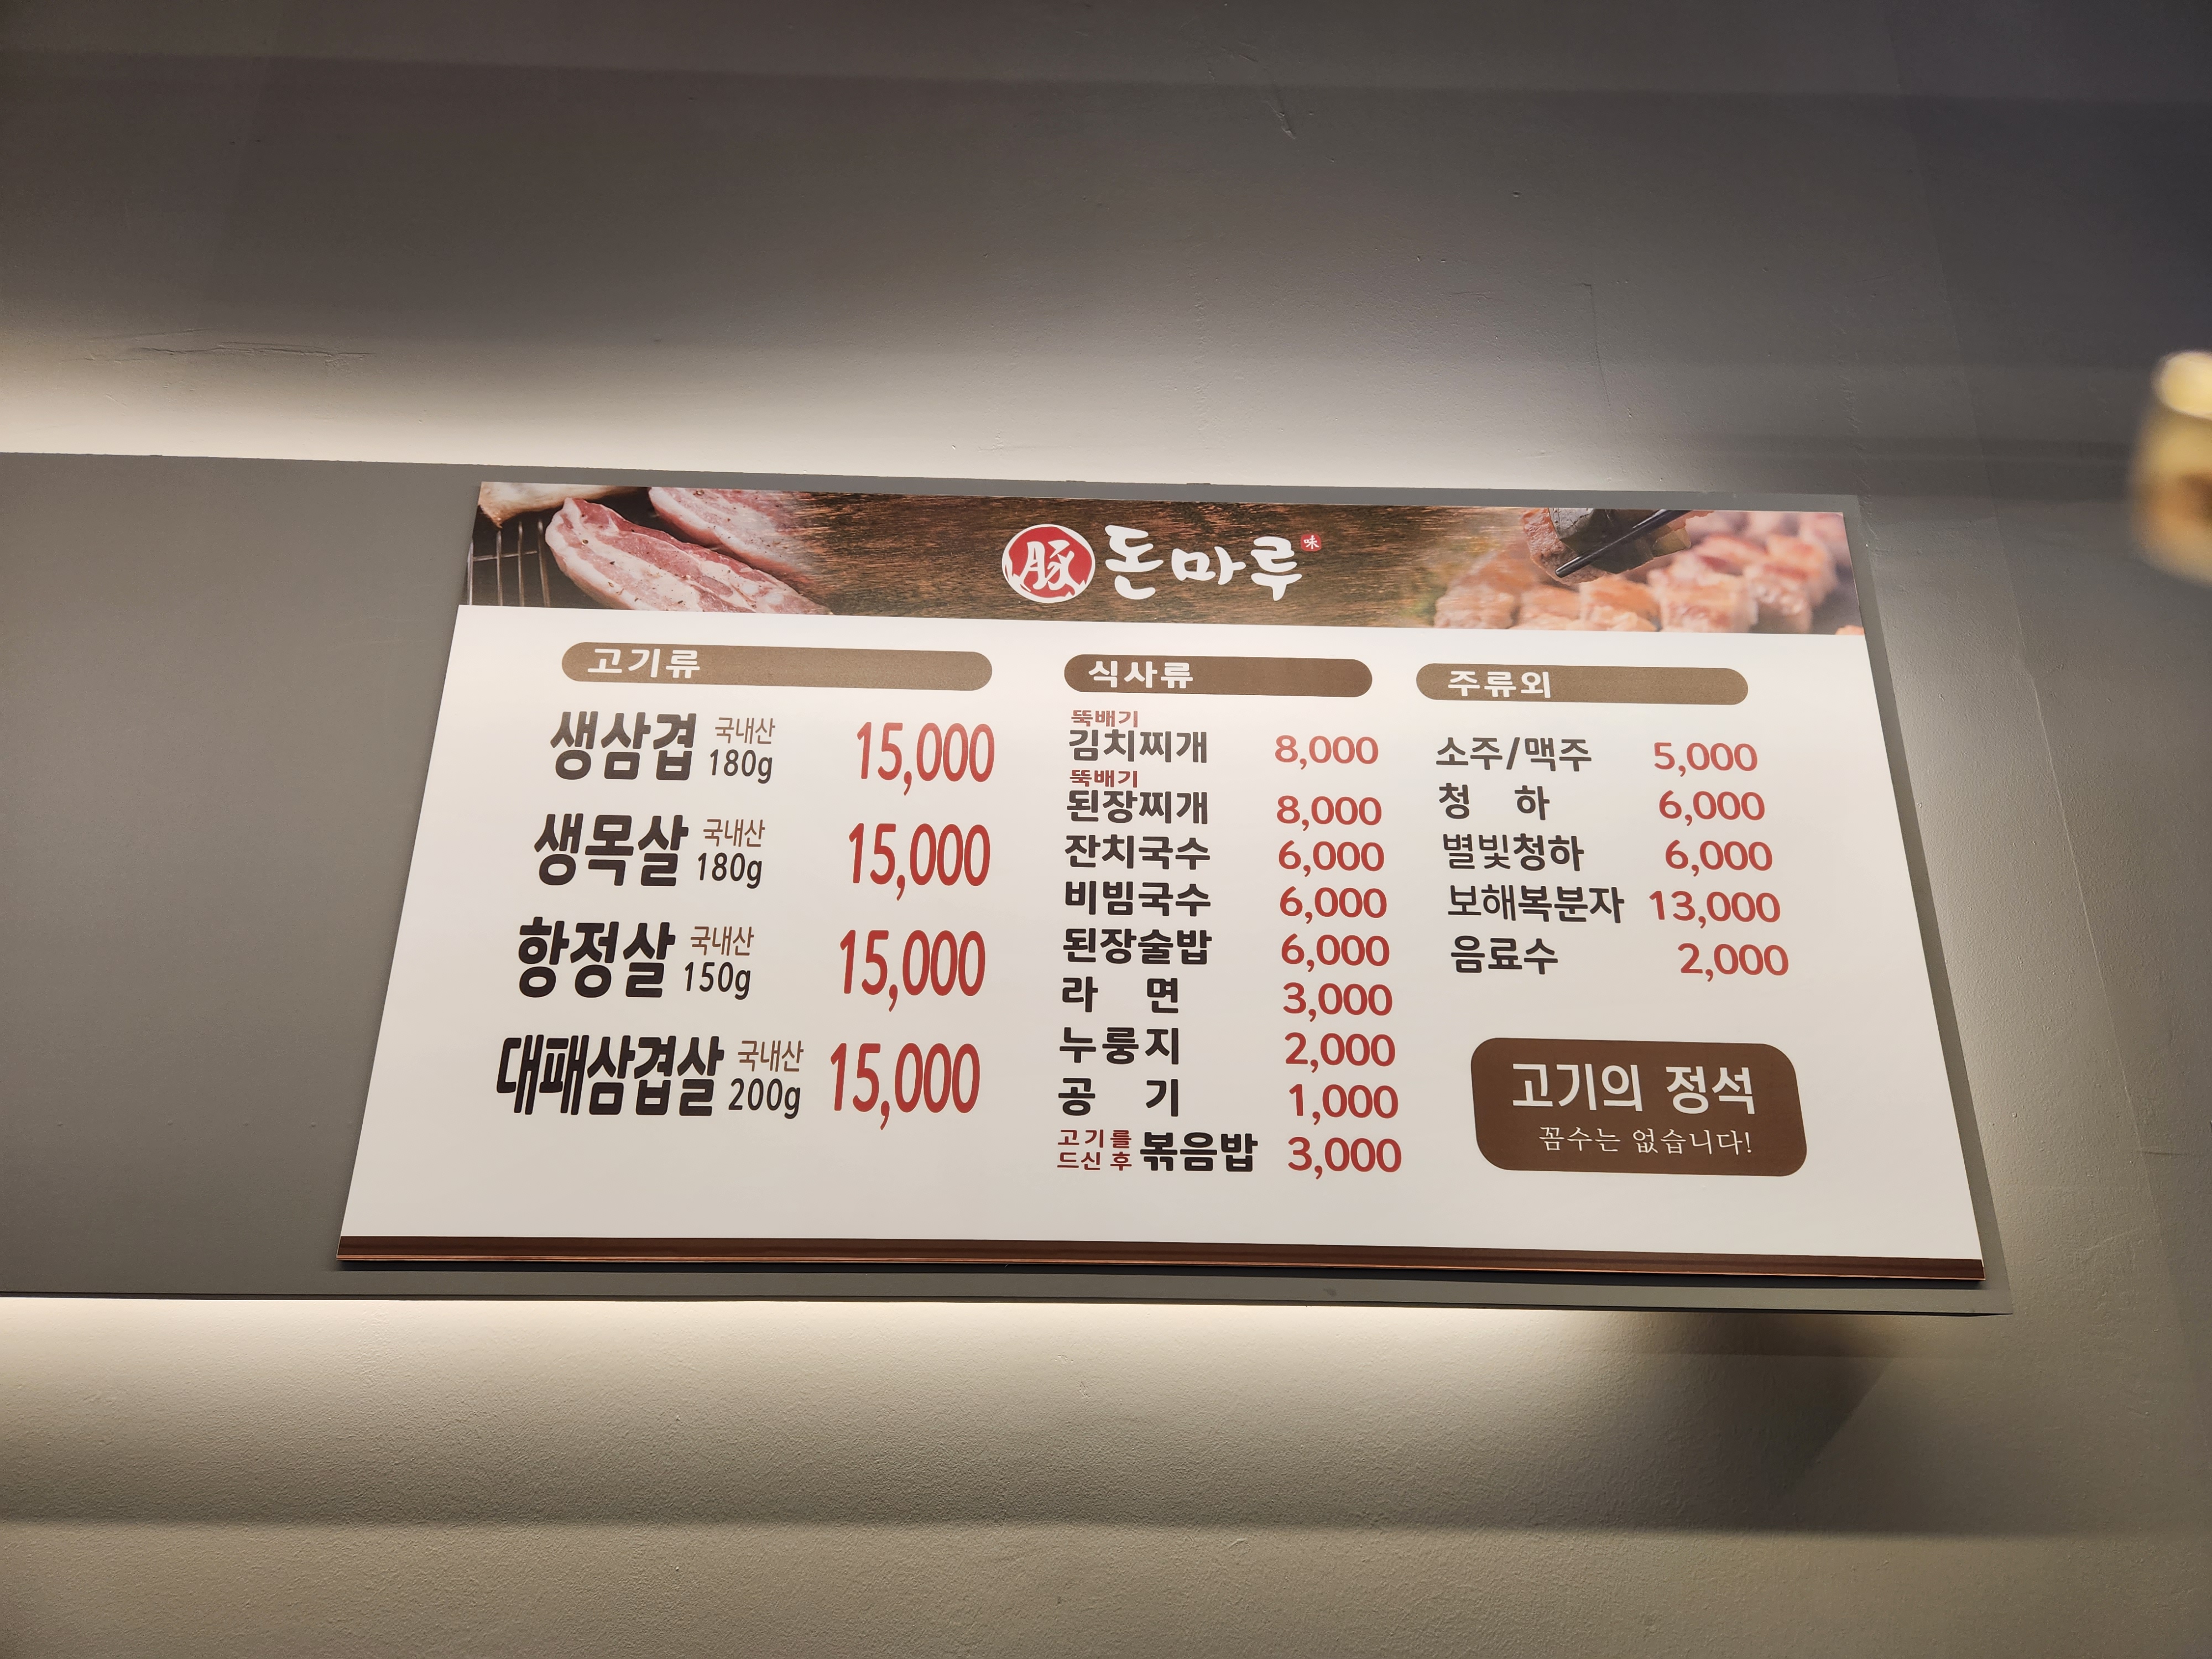 豚 돈마루 味
고기류
생삼겹 국내산 180g 15,000
생목살 국내산 180g 15,000
항정살 국내산 150g 15,000
대패삼겹살 국내산 200g 15,000
식사류
뚝배기
김치찌개 8,000
뚝배기
된장찌개 8,000
잔치국수 6,000
비빔국수 6,000
된장술밥 6,000
라 면 3,000
누룽지 2,000
공 기 1,000
고기를 드신 후 볶음밥 3,000
주류외
소주/맥주 5,000
청 하 6,000
별빛청하 6,000
보해복분자 13,000
음료수 2,000
고기의 정석
꼼수는 없습니다!